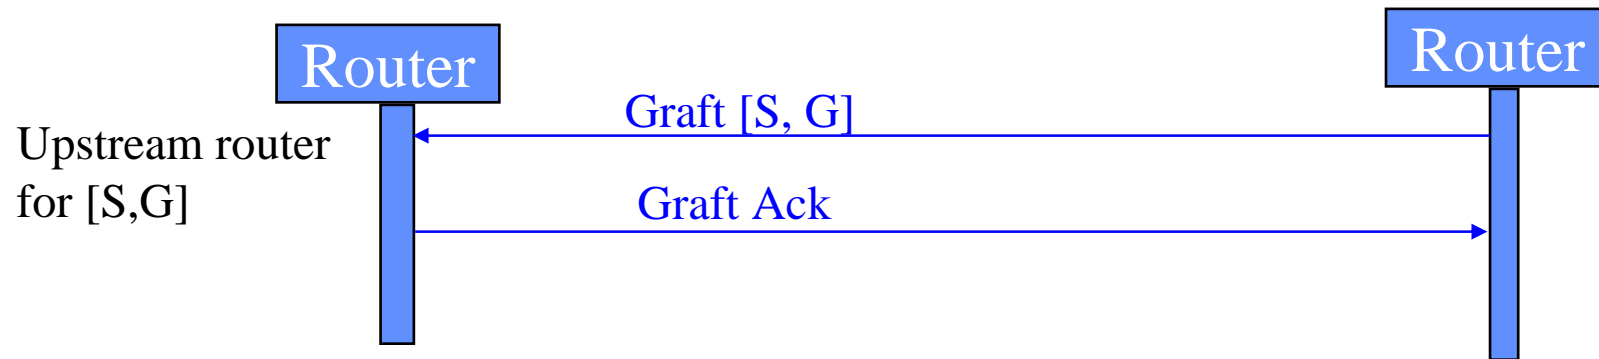 Router
Router
Graft [S, G]
Upstream router
for [S,G]
Graft Ack